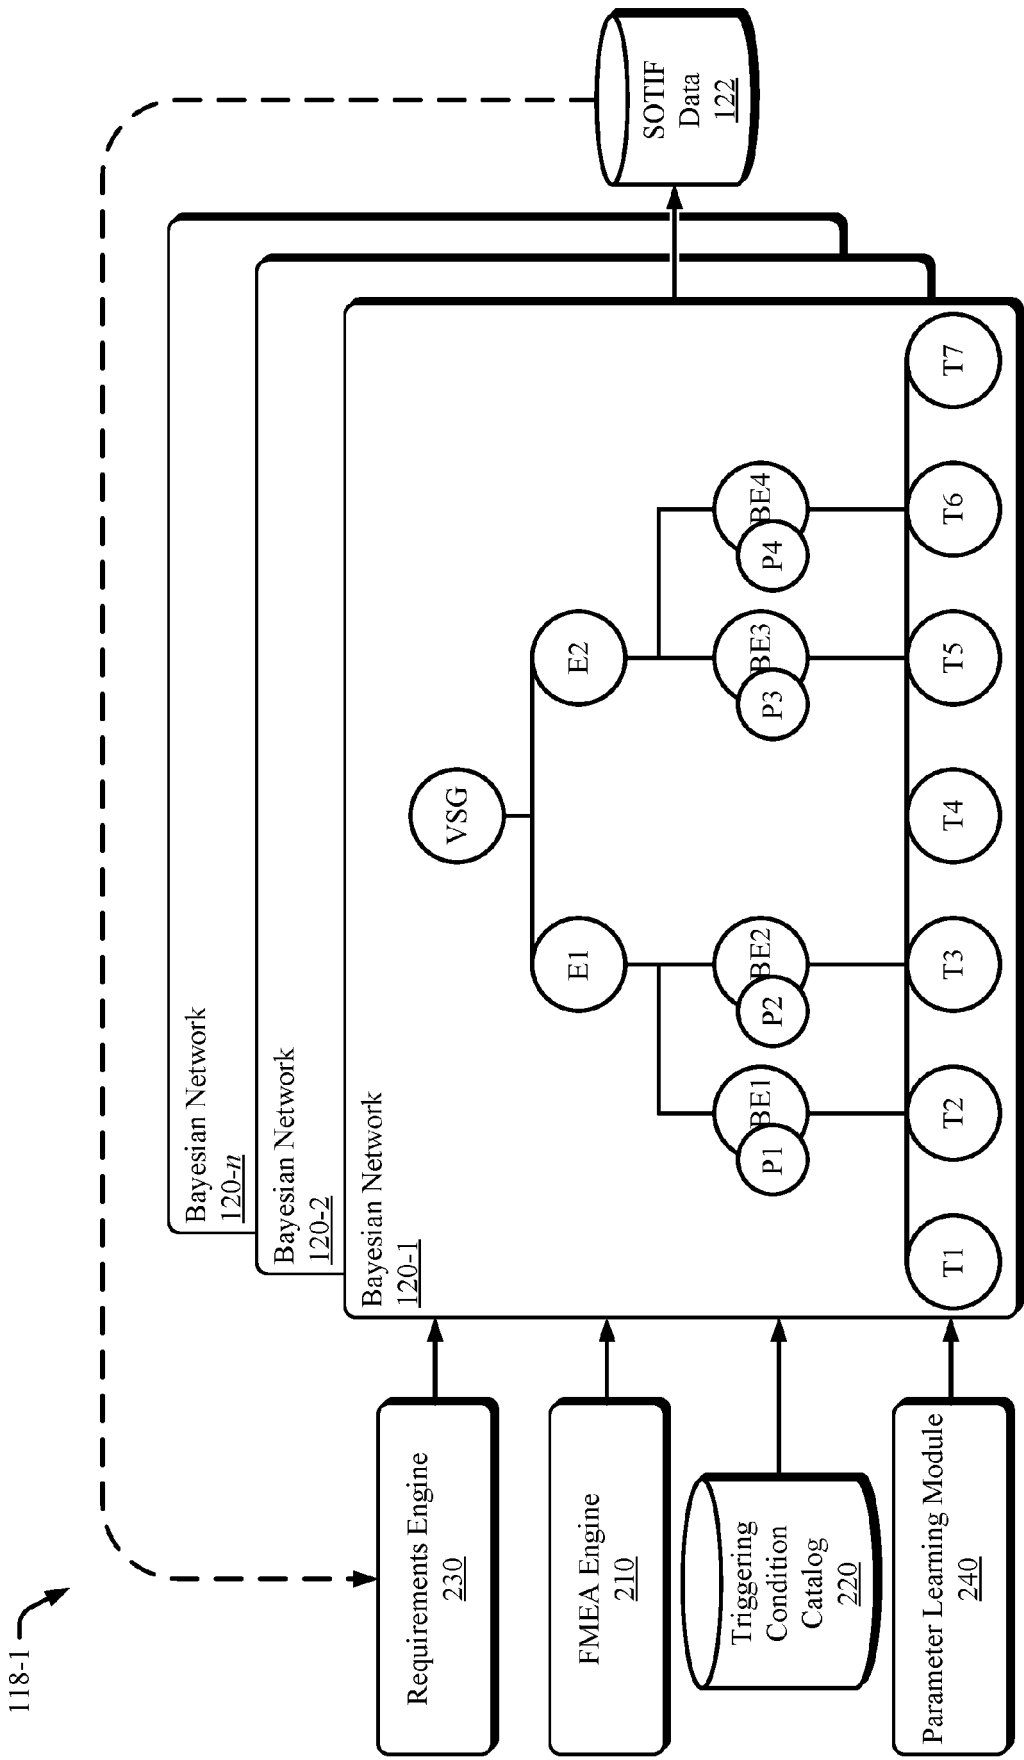 118-1
Requirements Engine
230
FMEA Engine
210
Triggering
Condition
Catalog
220
Parameter Learning Module
240
Bayesian Network
120-n
Bayesian Network
120-2
Bayesian Network
120-1
VSG
E1
E2
P1
BE1
P2
BE2
P3
BE3
P4
BE4
T1
T2
T3
T4
T5
T6
T7
SOTIF
Data
122